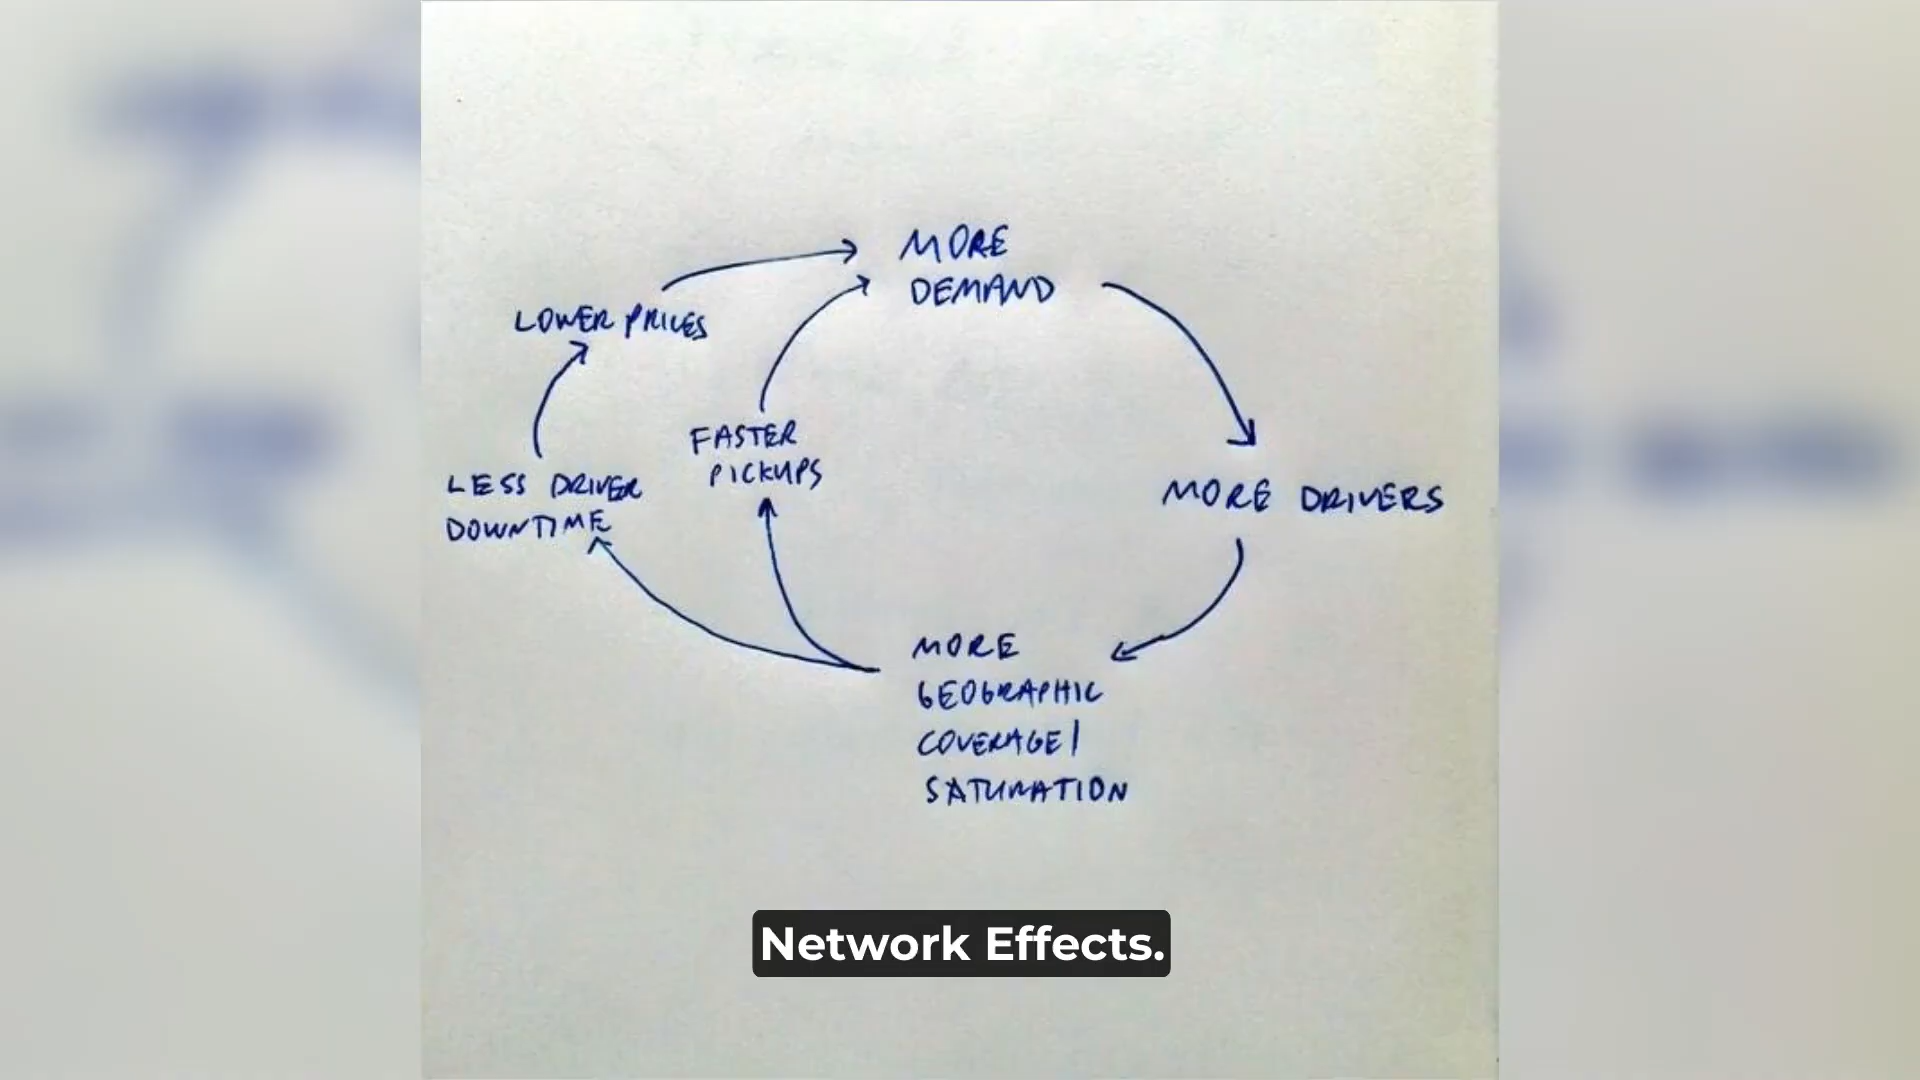 MORE
DEMAND
LOWER PRICES
FASTER
PICKUPS
LESS DRIVER
DOWNTIME
MORE DRIVERS
MORE
GEOGRAPHIC
COVERAGE/
SATURATION
Network Effects.